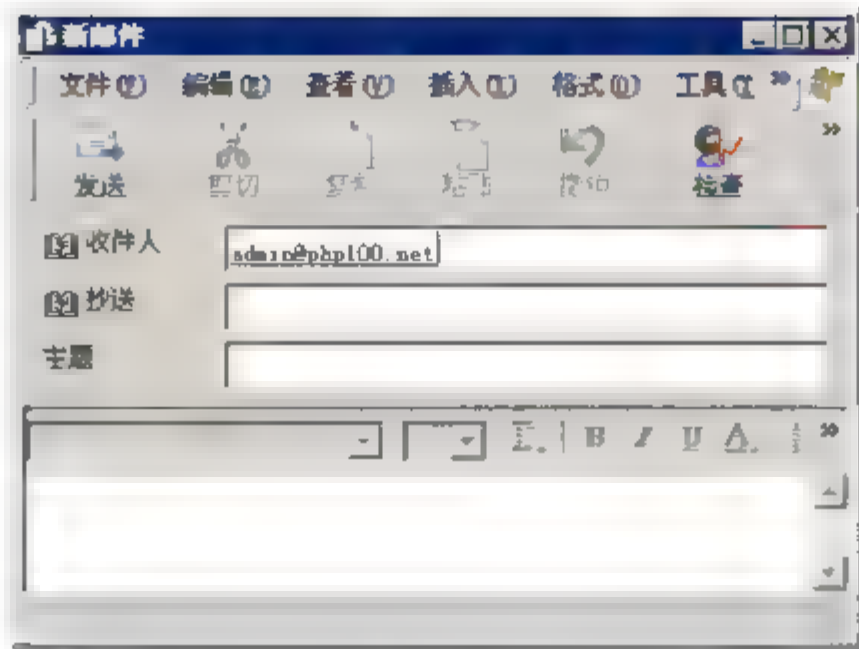 新邮件
文件(F) 编辑(E) 查看(V) 插入(I) 格式(O) 工具(T »
发送 剪切 复制 粘贴 撤消 检查 »
收件人 admin@php100.net
抄送
主题
B I U A »